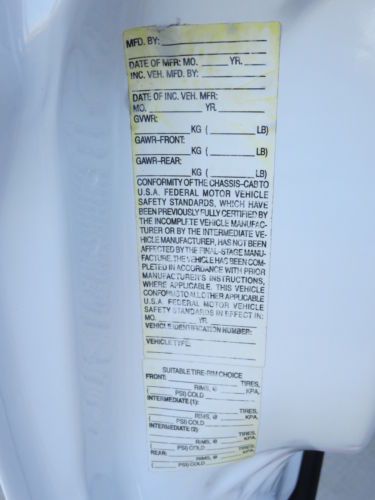 MFD. BY:
DATE OF MFR: MO. YR.
INC. VEH. MFD. BY:
DATE OF INC. VEH. MFR:
MO. YR.
GVWR:
KG ( LB)
GAWR-FRONT:
KG ( LB)
GAWR-REAR:
KG ( LB)
CONFORMITY OF THE CHASSIS-CAB TO
U.S.A. FEDERAL MOTOR VEHICLE
SAFETY STANDARDS, WHICH HAVE
BEEN PREVIOUSLY FULLY CERTIFIED BY
THE INCOMPLETE VEHICLE MANUFAC-
TURER OR BY THE INTERMEDIATE VE-
HICLE MANUFACTURER, HAS NOT BEEN
AFFECTED BY THE FINAL-STAGE MANU-
FACTURE. THE VEHICLE HAS BEEN COM-
PLETED IN ACCORDANCE WITH PRIOR
MANUFACTURER'S INSTRUCTIONS,
WHERE APPLICABLE. THIS VEHICLE
CONFORMS TO ALL OTHER APPLICABLE
U.S.A. FEDERAL MOTOR VEHICLE
SAFETY STANDARDS IN EFFECT IN:
MO. YR.
VEHICLE IDENTIFICATION NUMBER:
VEHICLE TYPE:
SUITABLE TIRE-RIM CHOICE
FRONT: TIRES,
RIMS, @ KPA,
( PSI) COLD
INTERMEDIATE (1): TIRES,
RIMS, @ KPA,
( PSI) COLD
INTERMEDIATE (2): TIRES,
RIMS, @ KPA,
( PSI) COLD
REAR: TIRES,
RIMS, @ KPA,
( PSI) COLD